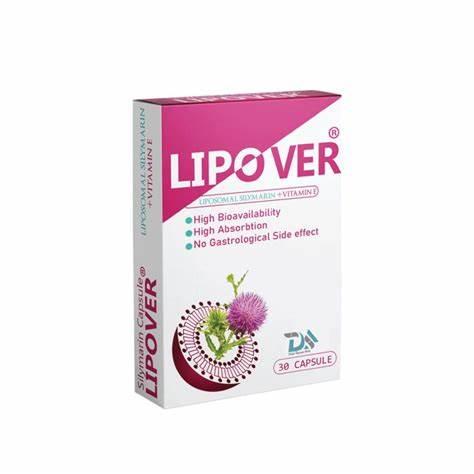 LIPOVER®
LIPOSOMAL SILYMARIN +VITAMIN E
High Bioavailability
High Absorbtion
No Gastrological Side effect
DA
30 CAPSULE
LIPOSOMAL SILYMARIN
+VITAMIN E
Silymarin Capsule
LIPOVER®